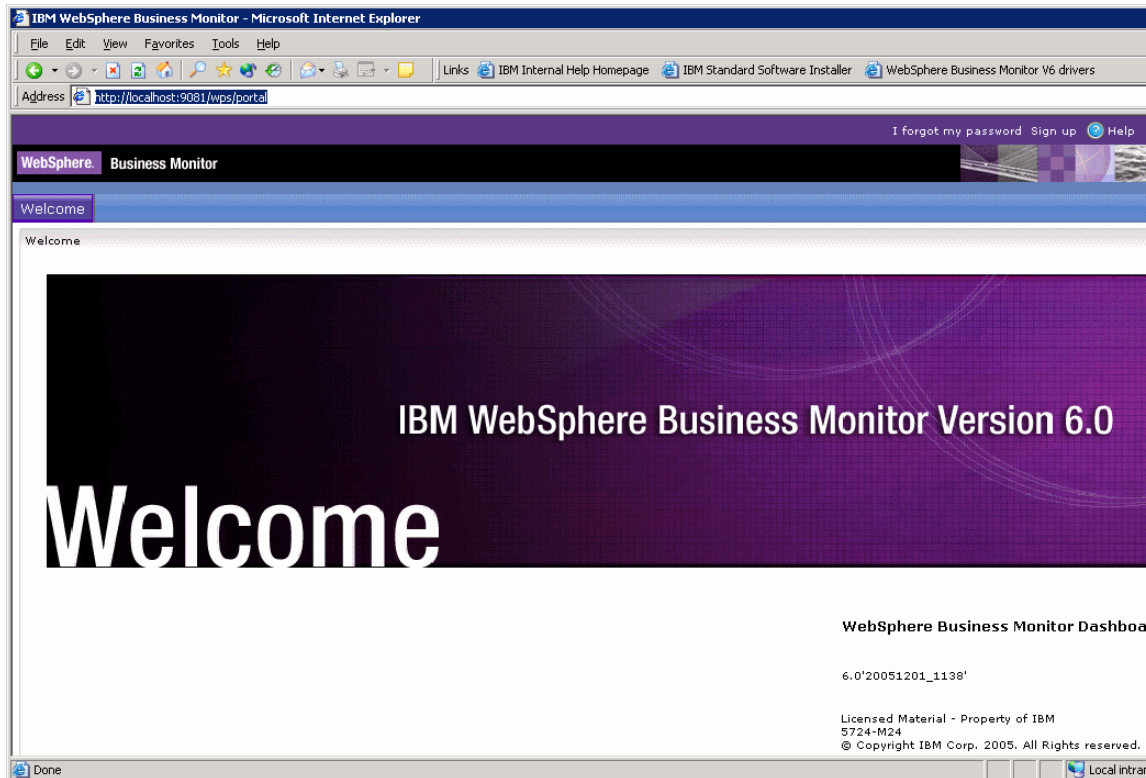 IBM WebSphere Business Monitor - Microsoft Internet Explorer
File Edit View Favorites Tools Help
Links IBM Internal Help Homepage IBM Standard Software Installer WebSphere Business Monitor V6 drivers
Address http://localhost:9081/wps/portal
I forgot my password Sign up ? Help
WebSphere. Business Monitor
Welcome
Welcome
IBM WebSphere Business Monitor Version 6.0
Welcome
WebSphere Business Monitor Dashboa
6.0'20051201_1138'
Licensed Material - Property of IBM
5724-M24
© Copyright IBM Corp. 2005. All Rights reserved.
Done Local intran